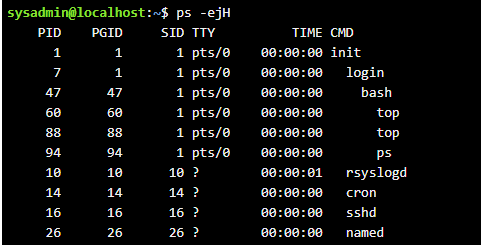 sysadmin@localhost:~$ ps -ejH
PID PGID SID TTY TIME CMD
1 1 1 pts/0 00:00:00 init
7 1 1 pts/0 00:00:00 login
47 47 1 pts/0 00:00:00 bash
60 60 1 pts/0 00:00:00 top
88 88 1 pts/0 00:00:00 top
94 94 1 pts/0 00:00:00 ps
10 10 10 ? 00:00:01 rsyslogd
14 14 14 ? 00:00:00 cron
16 16 16 ? 00:00:00 sshd
26 26 26 ? 00:00:00 named